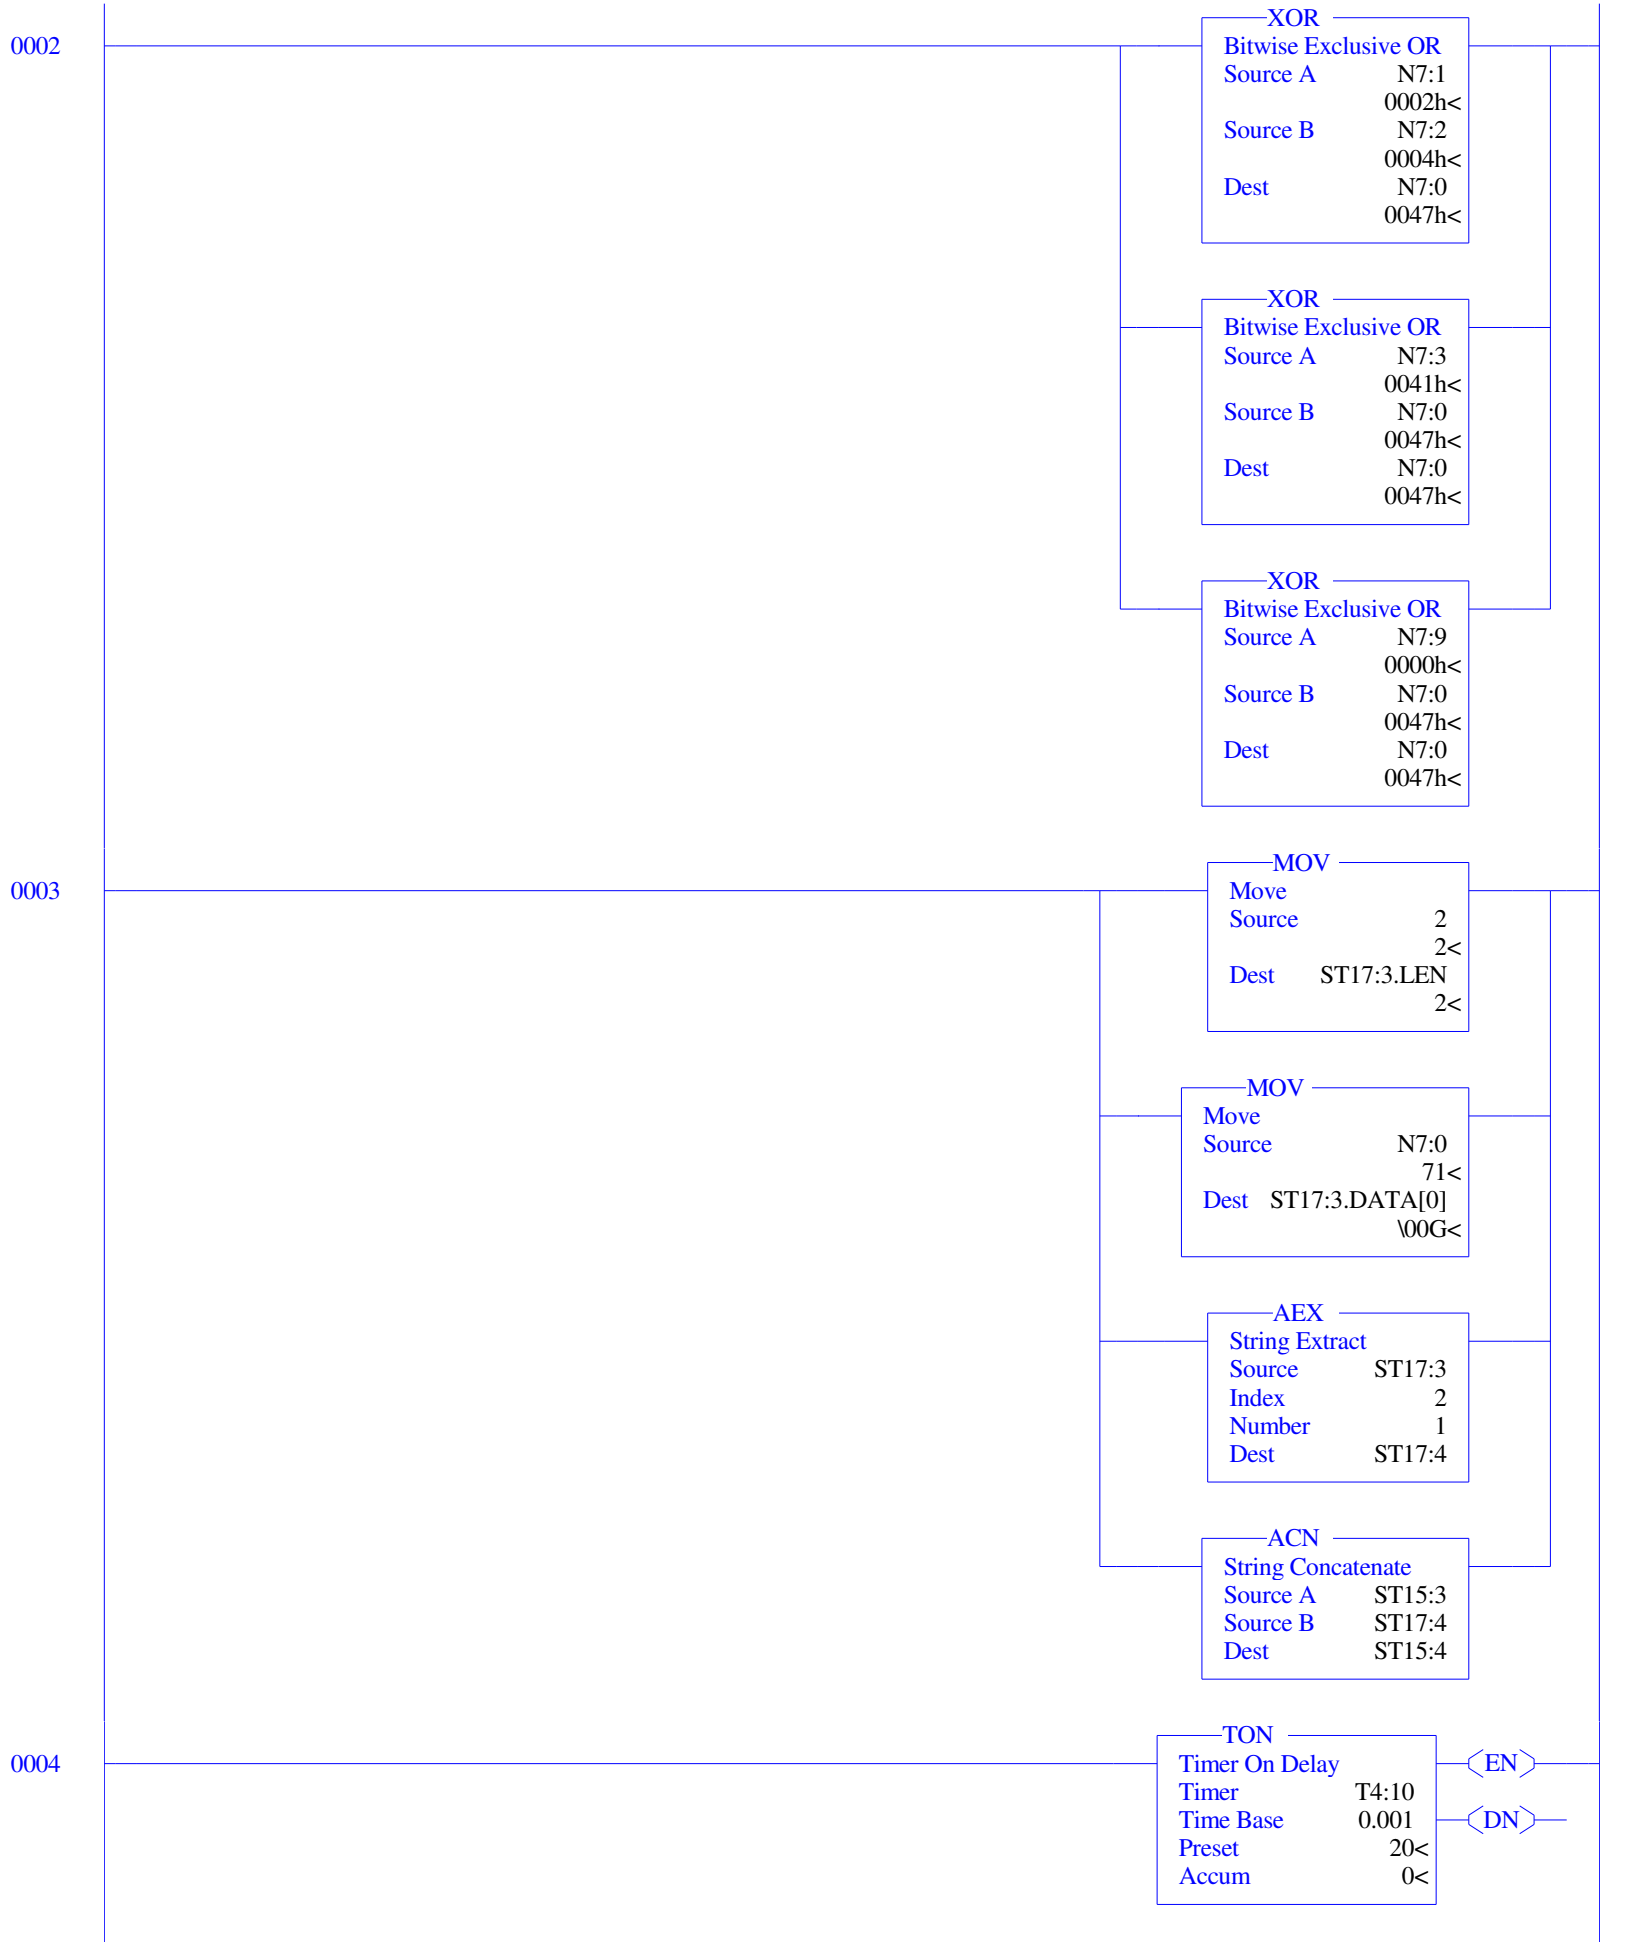 XOR
0002
Bitwise Exclusive OR
Source A N7:1
0002h<
Source B N7:2
0004h<
Dest N7:0
0047h<
XOR
Bitwise Exclusive OR
Source A N7:3
0041h<
Source B N7:0
0047h<
Dest N7:0
0047h<
XOR
Bitwise Exclusive OR
Source A N7:9
0000h<
Source B N7:0
0047h<
Dest N7:0
0047h<
MOV
0003
Move
Source 2
2<
Dest ST17:3.LEN
2<
MOV
Move
Source N7:0
71<
Dest ST17:3.DATA[0]
\00G<
AEX
String Extract
Source ST17:3
Index 2
Number 1
Dest ST17:4
ACN
String Concatenate
Source A ST15:3
Source B ST17:4
Dest ST15:4
TON
0004
Timer On Delay
EN
Timer T4:10
Time Base 0.001
DN
Preset 20<
Accum 0<